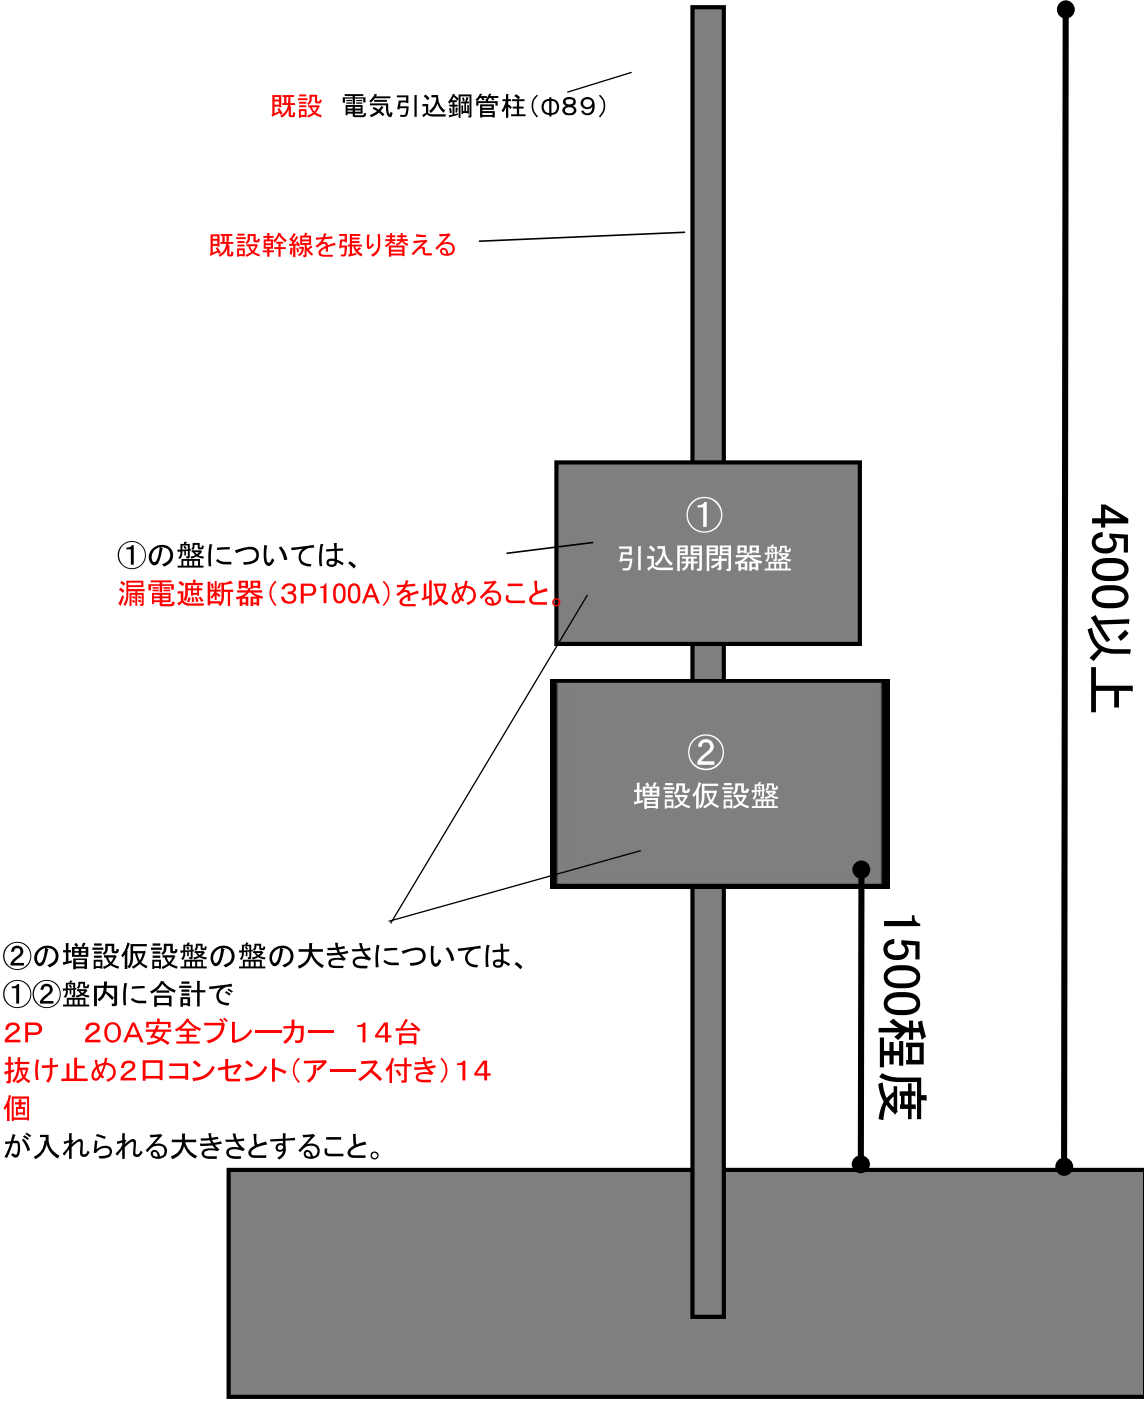 既設　電気引込鋼管柱（Φ８９）
既設幹線を張り替える
①
引込開閉器盤
①の盤については、
漏電遮断器（３P１００A）を収めること。
4500以上
②
増設仮設盤
1500程度
②の増設仮設盤の盤の大きさについては、
①②盤内に合計で
２P　２０A安全ブレーカー　１４台
抜け止め２口コンセント（アース付き）１４
個
が入れられる大きさとすること。